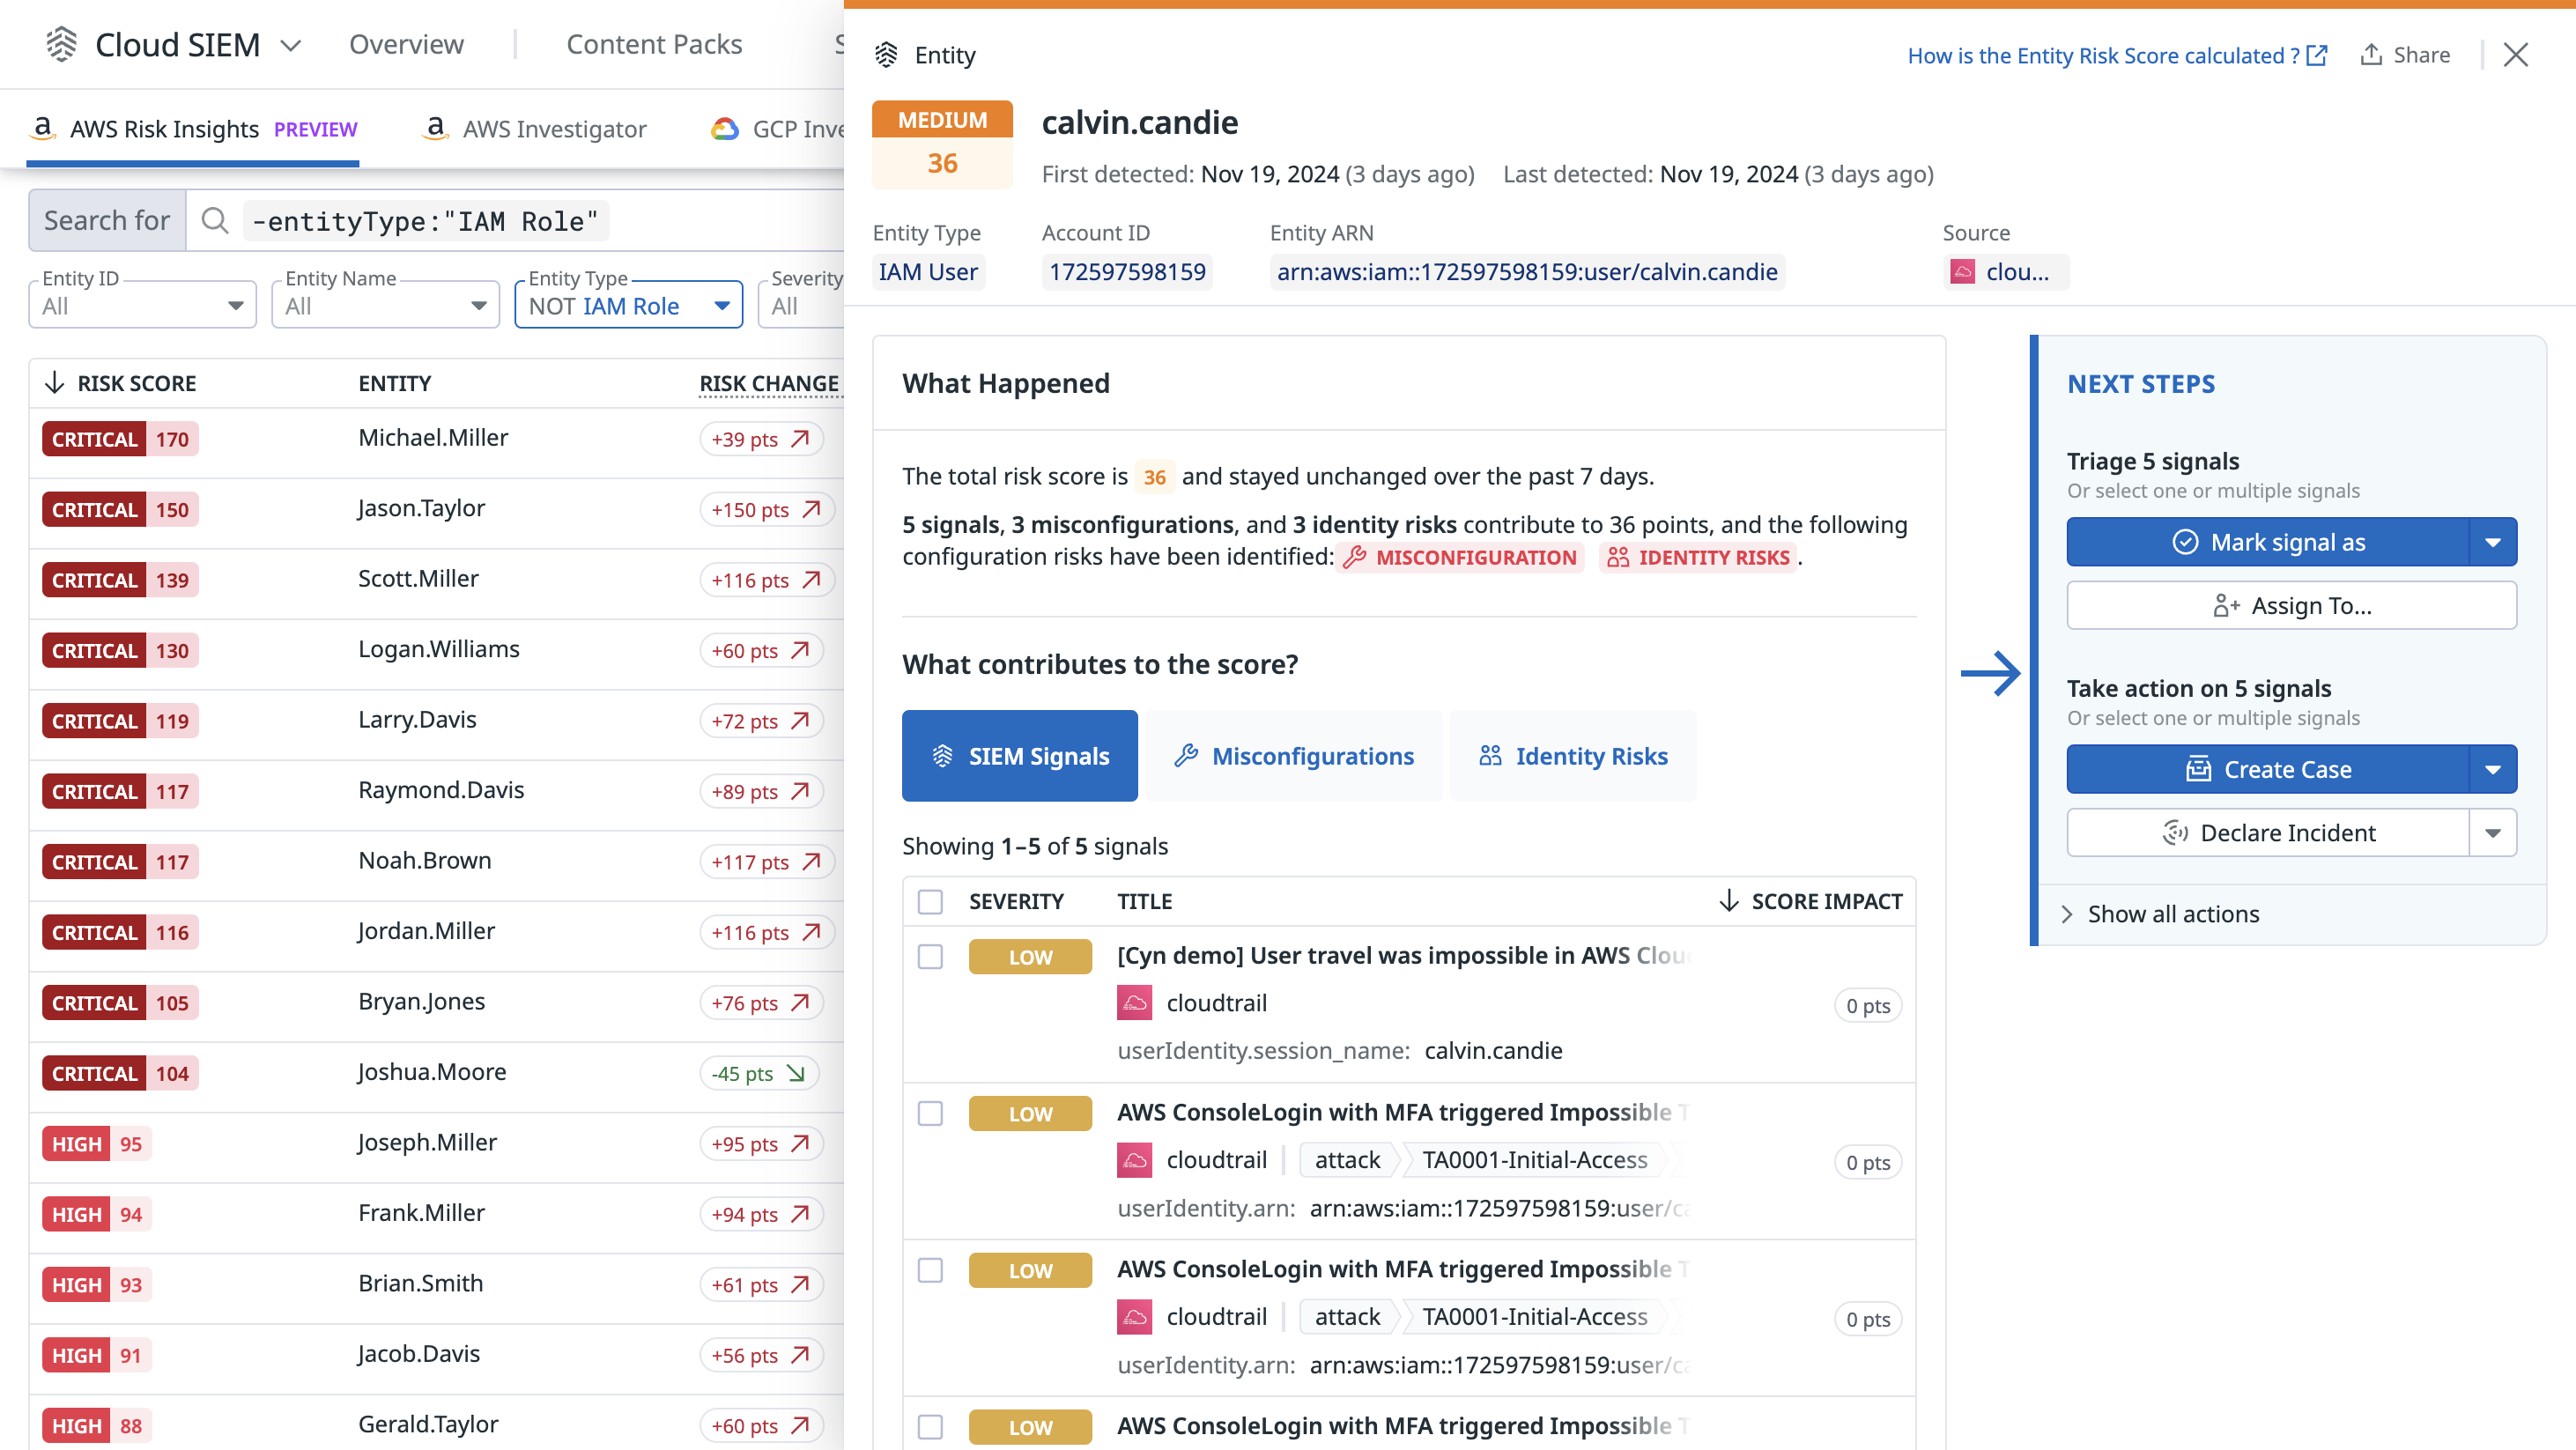 Cloud SIEM
Overview
Content Packs
AWS Risk Insights PREVIEW
AWS Investigator
GCP Inve
Search for
-entityType:"IAM Role"
Entity ID
All
Entity Name
All
Entity Type
NOT IAM Role
Severity
All
RISK SCORE ENTITY RISK CHANGE
CRITICAL 170 Michael.Miller +39 pts
CRITICAL 150 Jason.Taylor +150 pts
CRITICAL 139 Scott.Miller +116 pts
CRITICAL 130 Logan.Williams +60 pts
CRITICAL 119 Larry.Davis +72 pts
CRITICAL 117 Raymond.Davis +89 pts
CRITICAL 117 Noah.Brown +117 pts
CRITICAL 116 Jordan.Miller +116 pts
CRITICAL 105 Bryan.Jones +76 pts
CRITICAL 104 Joshua.Moore -45 pts
HIGH 95 Joseph.Miller +95 pts
HIGH 94 Frank.Miller +94 pts
HIGH 93 Brian.Smith +61 pts
HIGH 91 Jacob.Davis +56 pts
HIGH 88 Gerald.Taylor +60 pts
Entity
How is the Entity Risk Score calculated ?
Share
MEDIUM
36
calvin.candie
First detected: Nov 19, 2024 (3 days ago) Last detected: Nov 19, 2024 (3 days ago)
Entity Type
IAM User
Account ID
172597598159
Entity ARN
arn:aws:iam::172597598159:user/calvin.candie
Source
clou...
What Happened
The total risk score is 36 and stayed unchanged over the past 7 days.
5 signals, 3 misconfigurations, and 3 identity risks contribute to 36 points, and the following
configuration risks have been identified: MISCONFIGURATION IDENTITY RISKS .
What contributes to the score?
SIEM Signals
Misconfigurations
Identity Risks
Showing 1–5 of 5 signals
SEVERITY TITLE SCORE IMPACT
LOW [Cyn demo] User travel was impossible in AWS Clou
cloudtrail
0 pts
userIdentity.session_name: calvin.candie
LOW AWS ConsoleLogin with MFA triggered Impossible T
cloudtrail attack TA0001-Initial-Access
0 pts
userIdentity.arn: arn:aws:iam::172597598159:user/ca
LOW AWS ConsoleLogin with MFA triggered Impossible T
cloudtrail attack TA0001-Initial-Access
0 pts
userIdentity.arn: arn:aws:iam::172597598159:user/ca
LOW AWS ConsoleLogin with MFA triggered Impossible T
NEXT STEPS
Triage 5 signals
Or select one or multiple signals
Mark signal as
Assign To...
Take action on 5 signals
Or select one or multiple signals
Create Case
Declare Incident
Show all actions